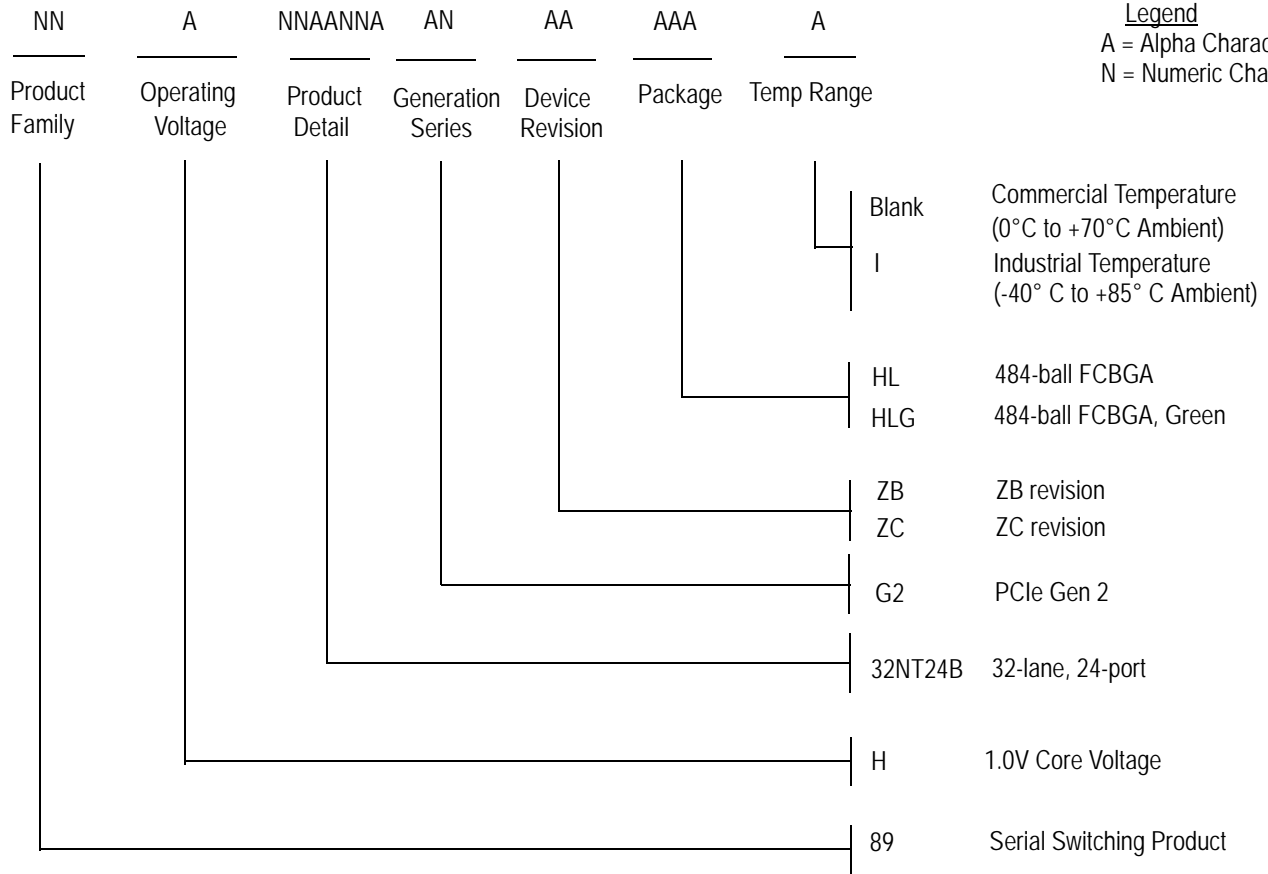 NN A NNAANNA AN AA AAA A
Legend
A = Alpha
N = Numeric
Product Family
Operating Voltage
Product Detail
Generation Series
Device Revision
Package
Temp Range
Blank Commercial Temperature
(0°C to +70°C Ambient)
I Industrial Temperature
(-40° C to +85° C Ambient)
HL 484-ball FCBGA
HLG 484-ball FCBGA, Green
ZB ZB revision
ZC ZC revision
G2 PCIe Gen 2
32NT24B 32-lane, 24-port
H 1.0V Core Voltage
89 Serial Switching Product